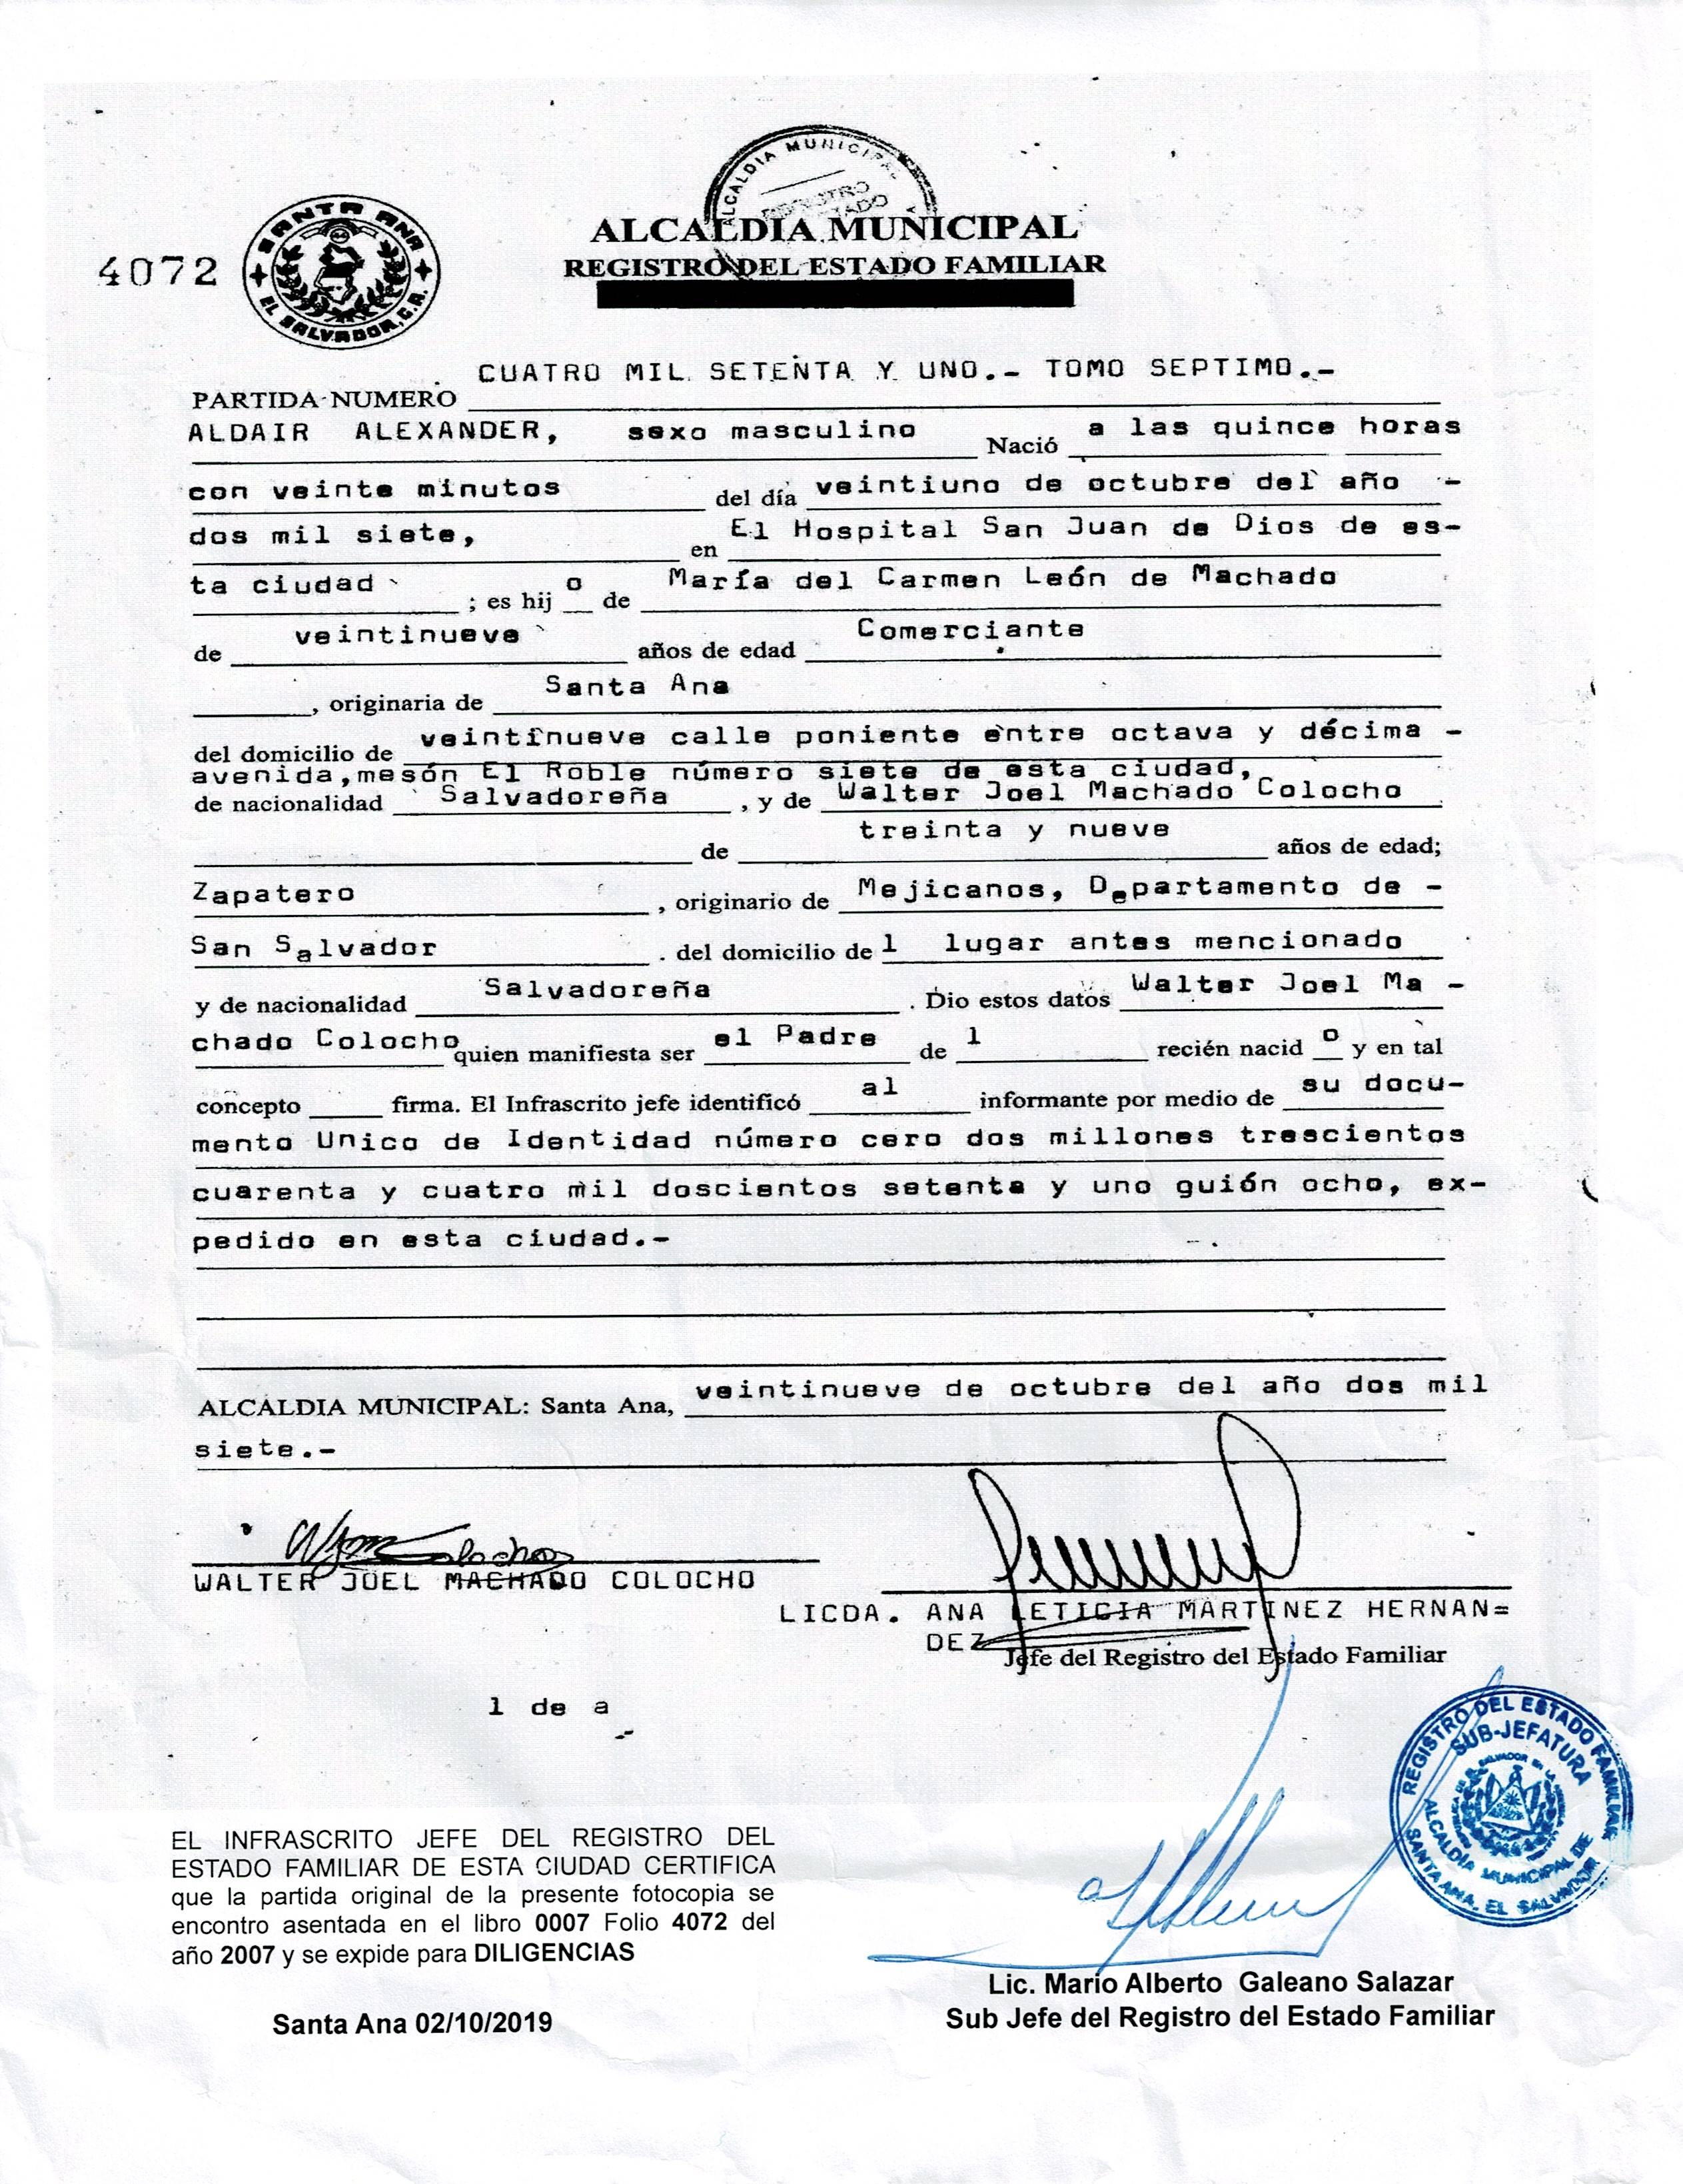 ALCALDIA MUNICIPAL
REGISTRO
4072
SANTA ANA
EL SALVADOR, C.A.
ALCALDIA MUNICIPAL
REGISTRO DEL ESTADO FAMILIAR
PARTIDA NUMERO CUATRO MIL SETENTA Y UNO.- TOMO SEPTIMO.-
ALDAIR ALEXANDER, sexo masculino Nació a las quince horas
con veinte minutos del día veintiuno de octubre del año -
dos mil siete, en El Hospital San Juan de Dios de es-
ta ciudad ; es hij o de María del Carmen León de Machado
de veintinueve años de edad Comerciante
, originaria de Santa Ana
del domicilio de veintinueve calle poniente entre octava y décima -
avenida,mesón El Roble número siete de esta ciudad,
de nacionalidad Salvadoreña , y de Walter Joel Machado Colocho
de treinta y nueve años de edad;
Zapatero , originario de Mejicanos, Departamento de -
San Salvador . del domicilio de l lugar antes mencionado
y de nacionalidad Salvadoreña . Dio estos datos Walter Joel Ma -
chado Colocho quien manifiesta ser el Padre de l recién nacid o y en tal
concepto firma. El Infrascrito jefe identificó al informante por medio de su docu-
mento Unico de Identidad número cero dos millones trescientos
cuarenta y cuatro mil doscientos setenta y uno guión ocho, ex-
pedido en esta ciudad.-
ALCALDIA MUNICIPAL: Santa Ana, veintinueve de octubre del año dos mil
siete.-
WALTER JOEL MACHADO COLOCHO
LICDA. ANA LETICIA MARTINEZ HERNAN=
DEZ
Jefe del Registro del Estado Familiar
1 de a
.-
REGISTRO DEL ESTADO FAMILIAR
SUB-JEFATURA
ALCALDÍA MUNICIPAL DE
SANTA ANA, EL SALVADOR
EL INFRASCRITO JEFE DEL REGISTRO DEL
ESTADO FAMILIAR DE ESTA CIUDAD CERTIFICA
que la partida original de la presente fotocopia se
encontro asentada en el libro 0007 Folio 4072 del
año 2007 y se expide para DILIGENCIAS
Santa Ana 02/10/2019
Lic. Mario Alberto Galeano Salazar
Sub Jefe del Registro del Estado Familiar